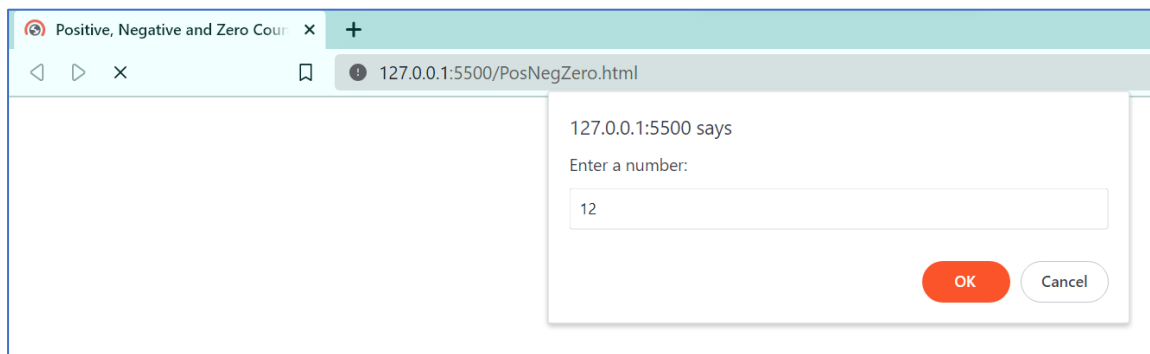 Positive, Negative and Zero Coun
127.0.0.1:5500/PosNegZero.html
127.0.0.1:5500 says
Enter a number:
12
OK Cancel